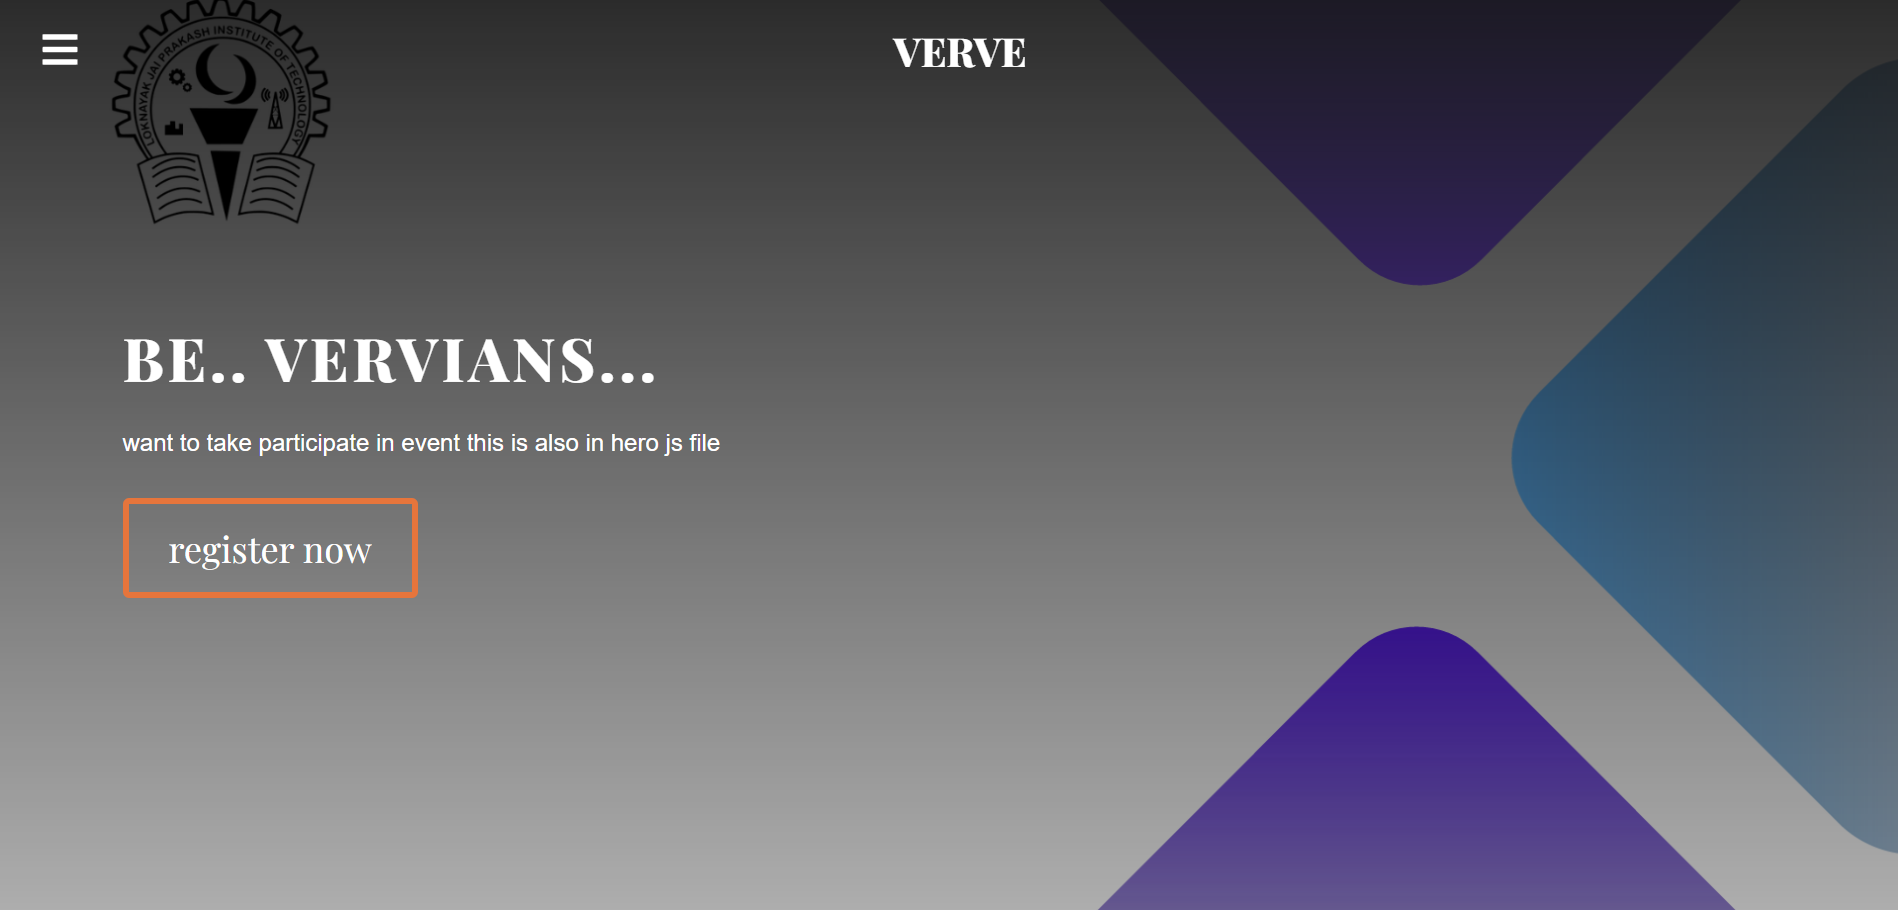 LOKNAYAK JAI PRAKASH INSTITUTE OF TECHNOLOGY
VERVE
BE.. VERVIANS...
want to take participate in event this is also in hero js file
register now